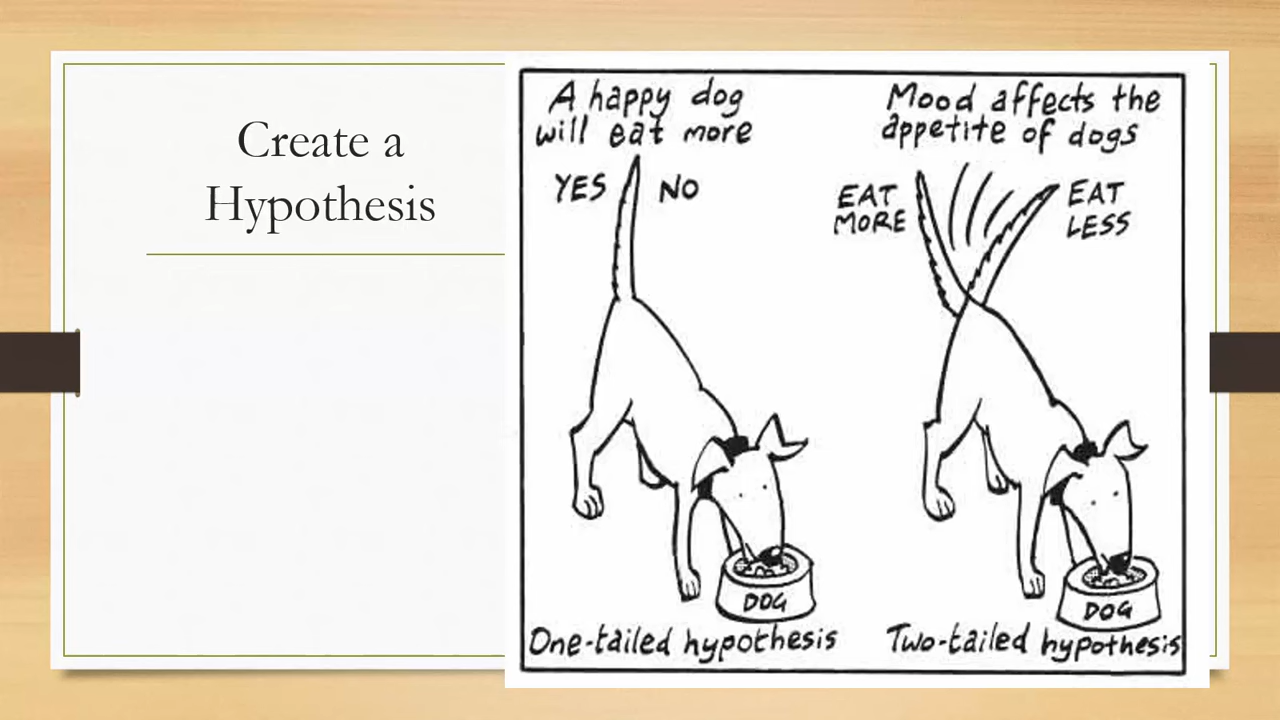 Create a
Hypothesis
A happy dog
will eat more
YES
NO
DOG
One-tailed hypothesis
Mood affects the
appetite of dogs
EAT
MORE
EAT
LESS
DOG
Two-tailed hypothesis